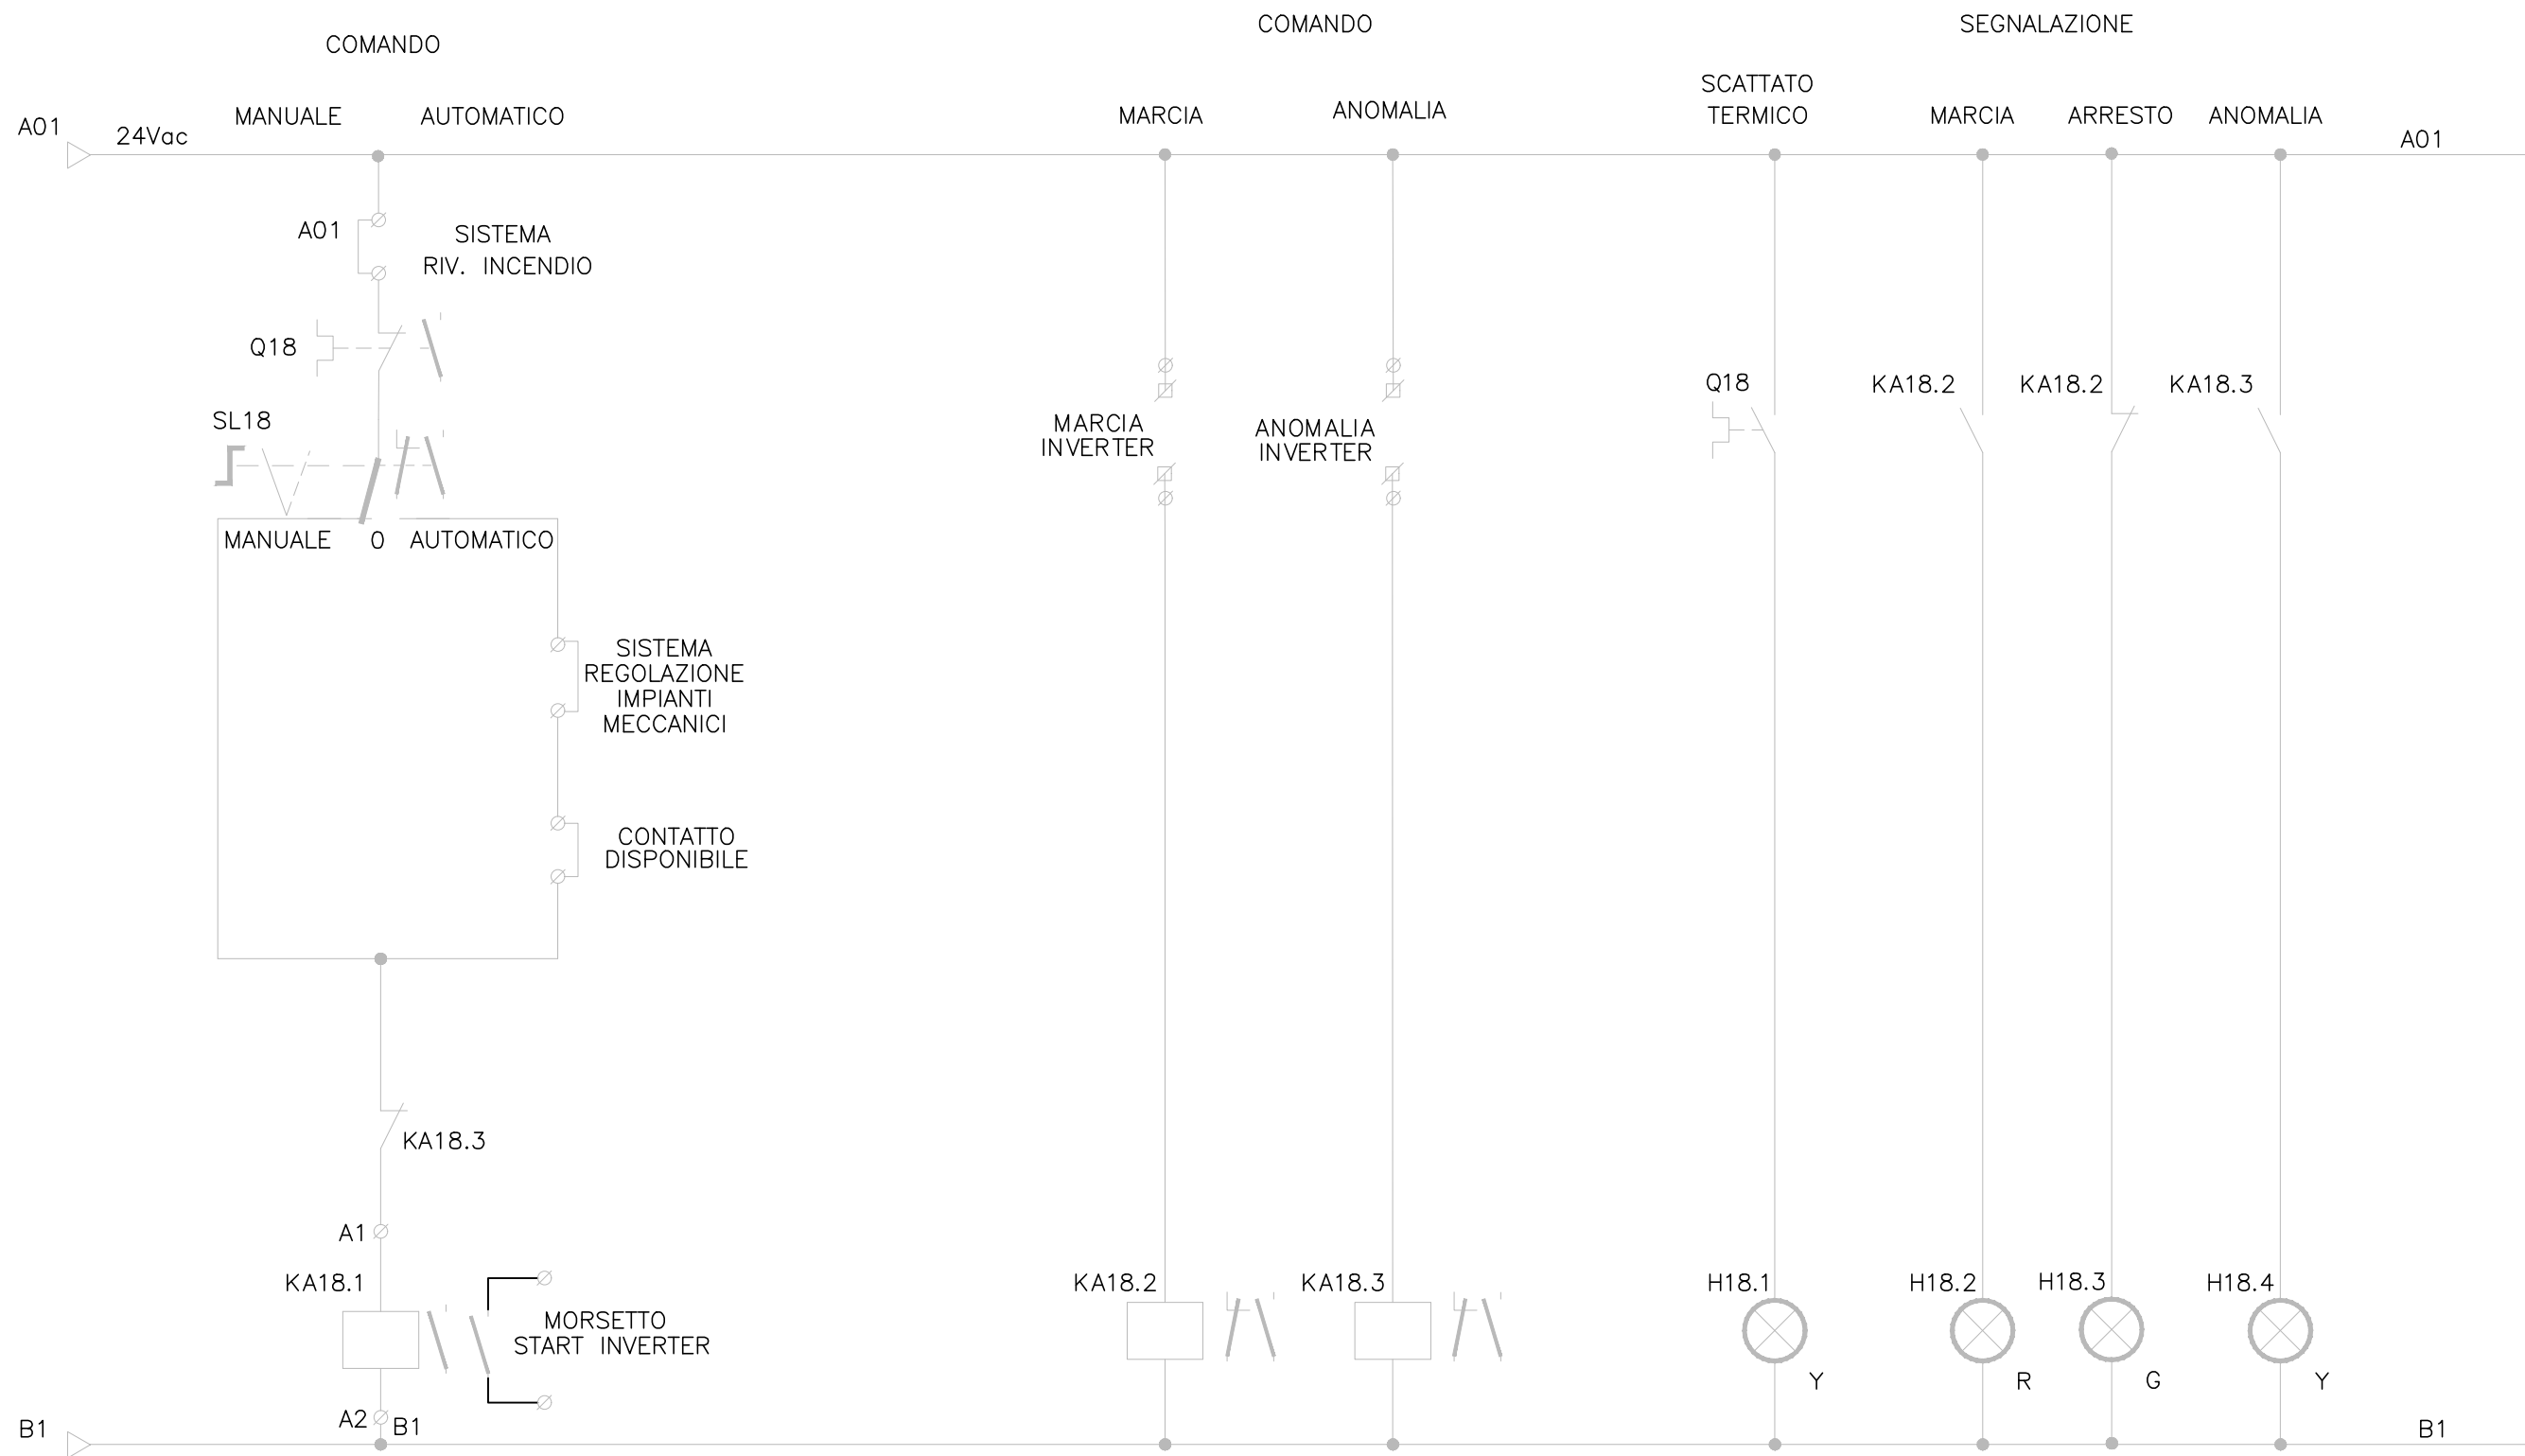 COMANDO
COMANDO
SEGNALAZIONE
MANUALE
AUTOMATICO
MARCIA
ANOMALIA
SCATTATO
TERMICO
MARCIA
ARRESTO
ANOMALIA
A01
24Vac
A01
A01
SISTEMA
RIV. INCENDIO
Q18
SL18
MANUALE 0 AUTOMATICO
MARCIA
INVERTER
ANOMALIA
INVERTER
Q18
KA18.2
KA18.2
KA18.3
SISTEMA
REGOLAZIONE
IMPIANTI
MECCANICI
CONTATTO
DISPONIBILE
KA18.3
A1
KA18.1
MORSETTO
START INVERTER
A2
B1
KA18.2
KA18.3
H18.1
H18.2
H18.3
H18.4
Y
R
G
Y
B1
B1